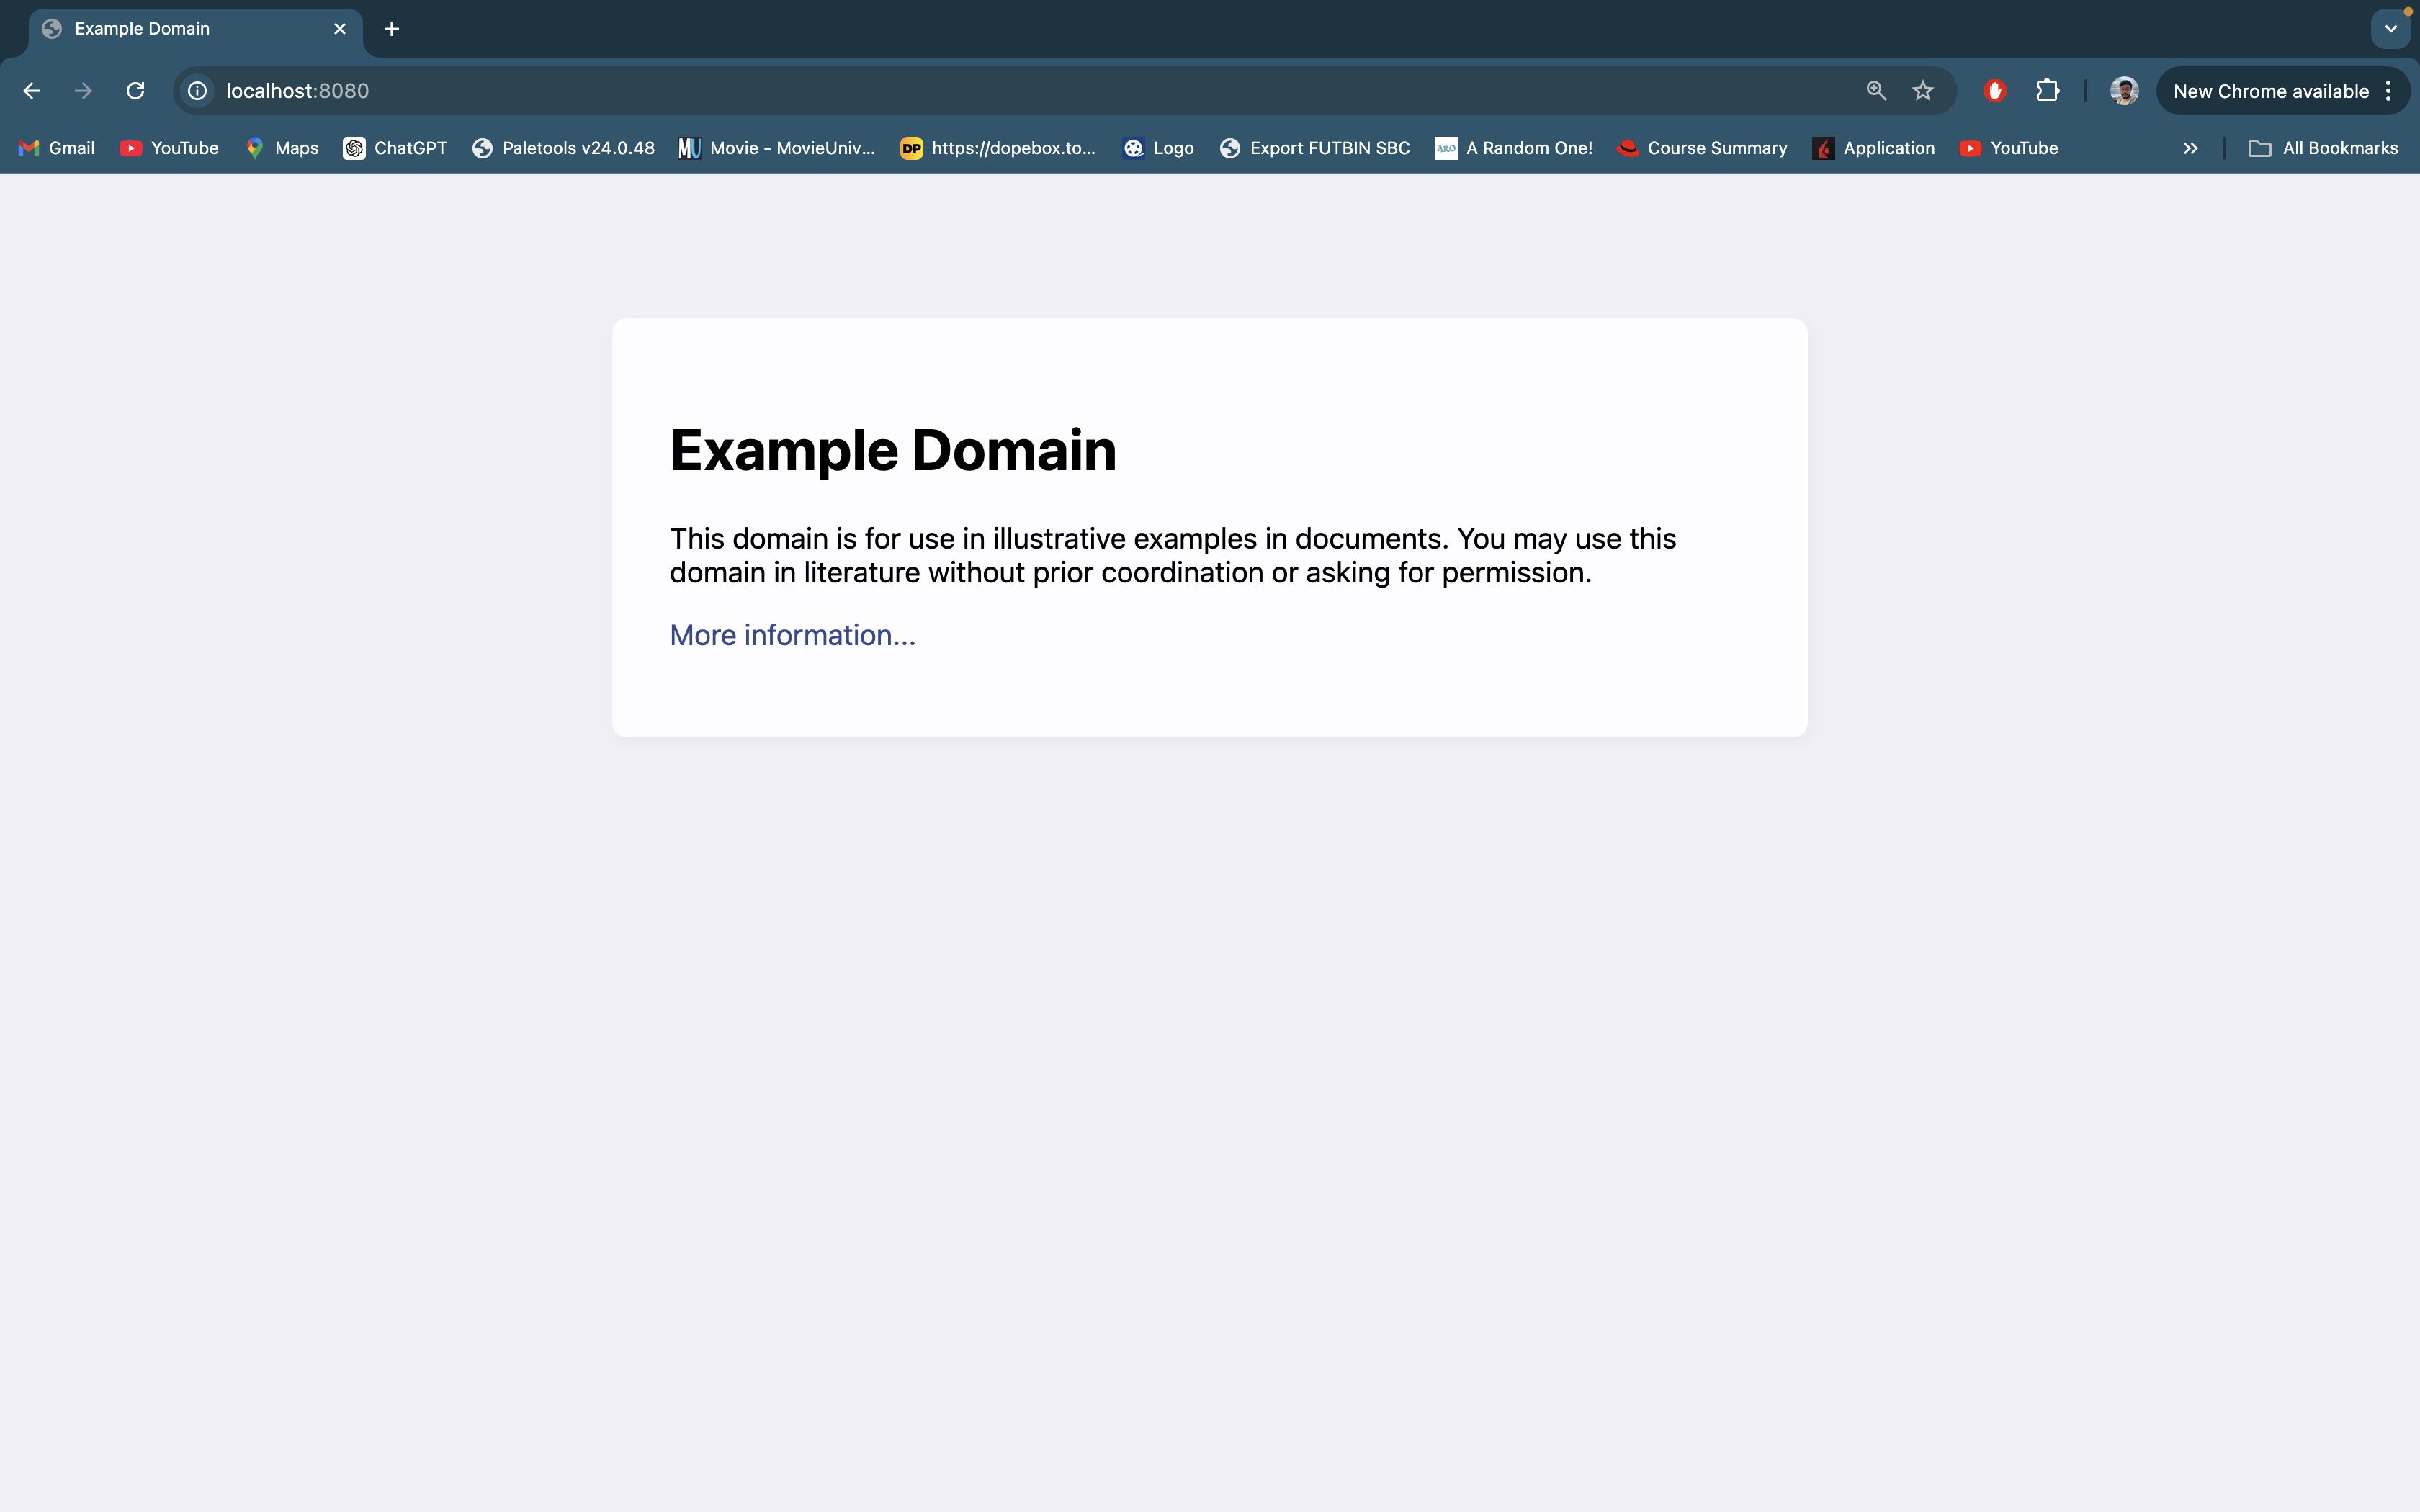 Example Domain
localhost:8080
New Chrome available
Gmail YouTube Maps ChatGPT Paletools v24.0.48 MU Movie - MovieUniv... DP https://dopebox.to... Logo Export FUTBIN SBC ARO A Random One! Course Summary Application YouTube All Bookmarks
Example Domain
This domain is for use in illustrative examples in documents. You may use this
domain in literature without prior coordination or asking for permission.
More information...